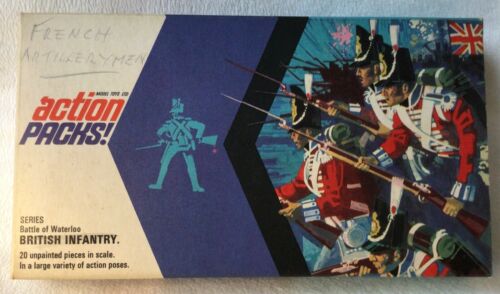 FRENCH
ARTILLERYMEN
MODEL TOYS LTD
action
PACKS!
SERIES
Battle of Waterloo
BRITISH INFANTRY.
20 unpainted pieces in scale.
In a large variety of action poses.